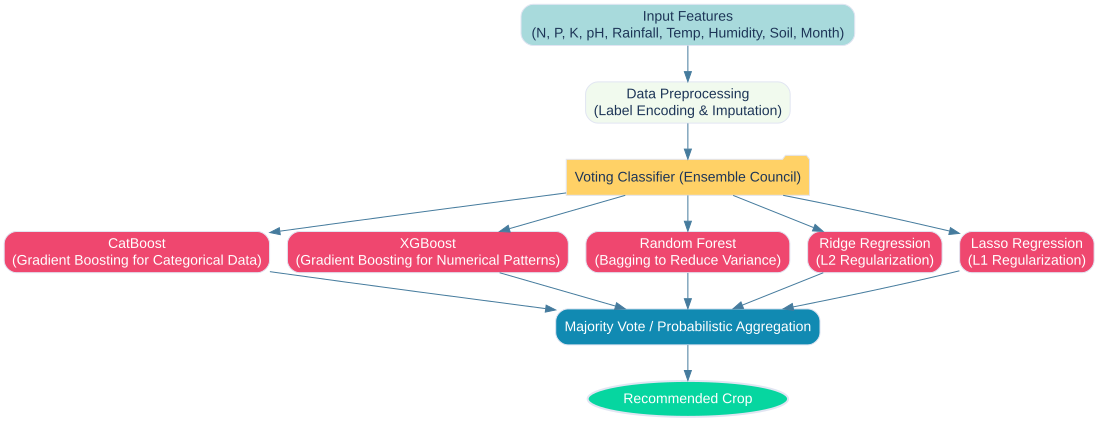 Input Features
(N, P, K, pH, Rainfall, Temp, Humidity, Soil, Month)
Data Preprocessing
(Label Encoding & Imputation)
Voting Classifier (Ensemble Council)
CatBoost
(Gradient Boosting for Categorical Data)
XGBoost
(Gradient Boosting for Numerical Patterns)
Random Forest
(Bagging to Reduce Variance)
Ridge Regression
(L2 Regularization)
Lasso Regression
(L1 Regularization)
Majority Vote / Probabilistic Aggregation
Recommended Crop